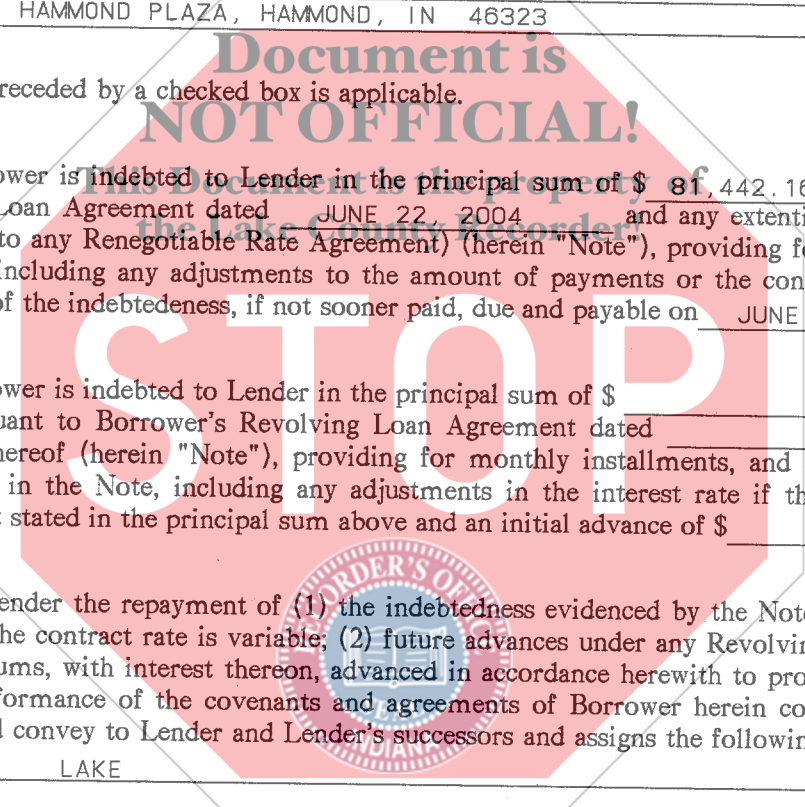 HAMMOND PLAZA, HAMMOND, IN 46323
Document is
receded by a checked box is applicable.
NOT OFFICIAL!
ower is indebted to Lender in the principal sum of $ 81,442.16
This Document is the property of
Loan Agreement dated JUNE 22, 2004 and any extenti
the Lake County Recorder!
to any Renegotiable Rate Agreement) (herein "Note"), providing fo
including any adjustments to the amount of payments or the con
of the indebtedeness, if not sooner paid, due and payable on JUNE
STOP
ower is indebted to Lender in the principal sum of $
uant to Borrower's Revolving Loan Agreement dated
hereof (herein "Note"), providing for monthly installments, and
in the Note, including any adjustments in the interest rate if th
stated in the principal sum above and an initial advance of $
RECORDER'S OFFICE
ender the repayment of (1) the indebtedness evidenced by the Note
he contract rate is variable; (2) future advances under any Revolvin
ums, with interest thereon, advanced in accordance herewith to pro
formance of the covenants and agreements of Borrower herein co
d convey to Lender and Lender's successors and assigns the followin
INDIANA
LAKE